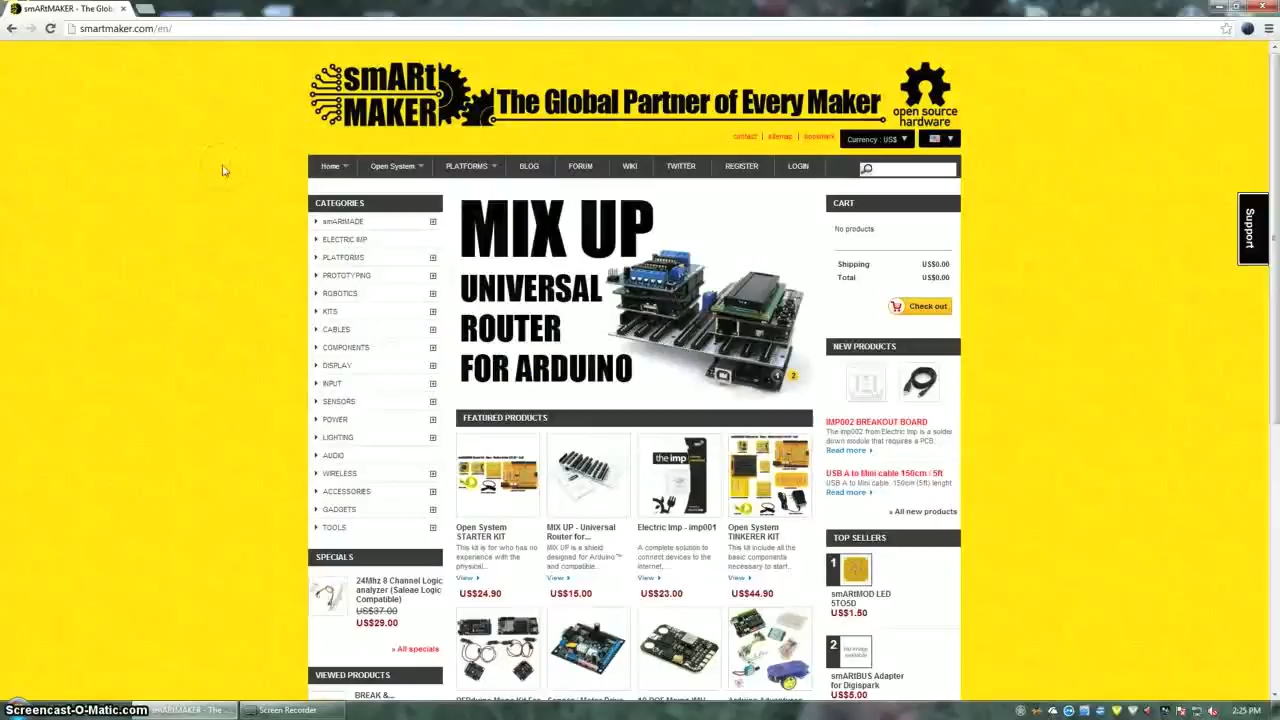 smARtMAKER - The Glob
smartmaker.com/en/
smARt
MAKER
The Global Partner of Every Maker
open source
hardware
contact | sitemap | bookmark
Currency : US$
Home
Open System
PLATFORMS
BLOG
FORUM
WIKI
TWITTER
REGISTER
LOGIN
CATEGORIES
smARtMADE
ELECTRIC IMP
PLATFORMS
PROTOTYPING
ROBOTICS
KITS
CABLES
COMPONENTS
DISPLAY
INPUT
SENSORS
POWER
LIGHTING
AUDIO
WIRELESS
ACCESSORIES
GADGETS
TOOLS
SPECIALS
24Mhz 8 Channel Logic
analyzer (Saleae Logic
Compatible)
US$37.00
US$29.00
» All specials
VIEWED PRODUCTS
BREAK &...
MIX UP
UNIVERSAL
ROUTER
FOR ARDUINO
1 2
FEATURED PRODUCTS
the imp
Open System
STARTER KIT
This kit is for who has no
experience with the
physical...
View
US$24.90
MIX UP - Universal
Router for...
MIX UP is a shield
designed for Arduino™
and compatible...
View
US$15.00
Electric Imp - imp001
A complete solution to
connect devices to the
internet,...
View
US$23.00
Open System
TINKERER KIT
This kit include all the
basic components
necessary to start...
View
US$44.90
CART
No products
Shipping US$0.00
Total US$0.00
Check out
NEW PRODUCTS
IMP002 BREAKOUT BOARD
The imp002 from Electric Imp is a solder
down module that requires a PCB.
Read more
USB A to Mini cable 150cm / 5ft
USB A to Mini cable .150cm (5ft) lenght
Read more
» All new products
TOP SELLERS
1
smARtMOD LED
5TO5D
US$1.50
2
No image
available
smARtBUS Adapter
for Digispark
US$5.00
Support
Screencast-O-Matic.com
smARtMAKER - The ...
Screen Recorder
2:25 PM